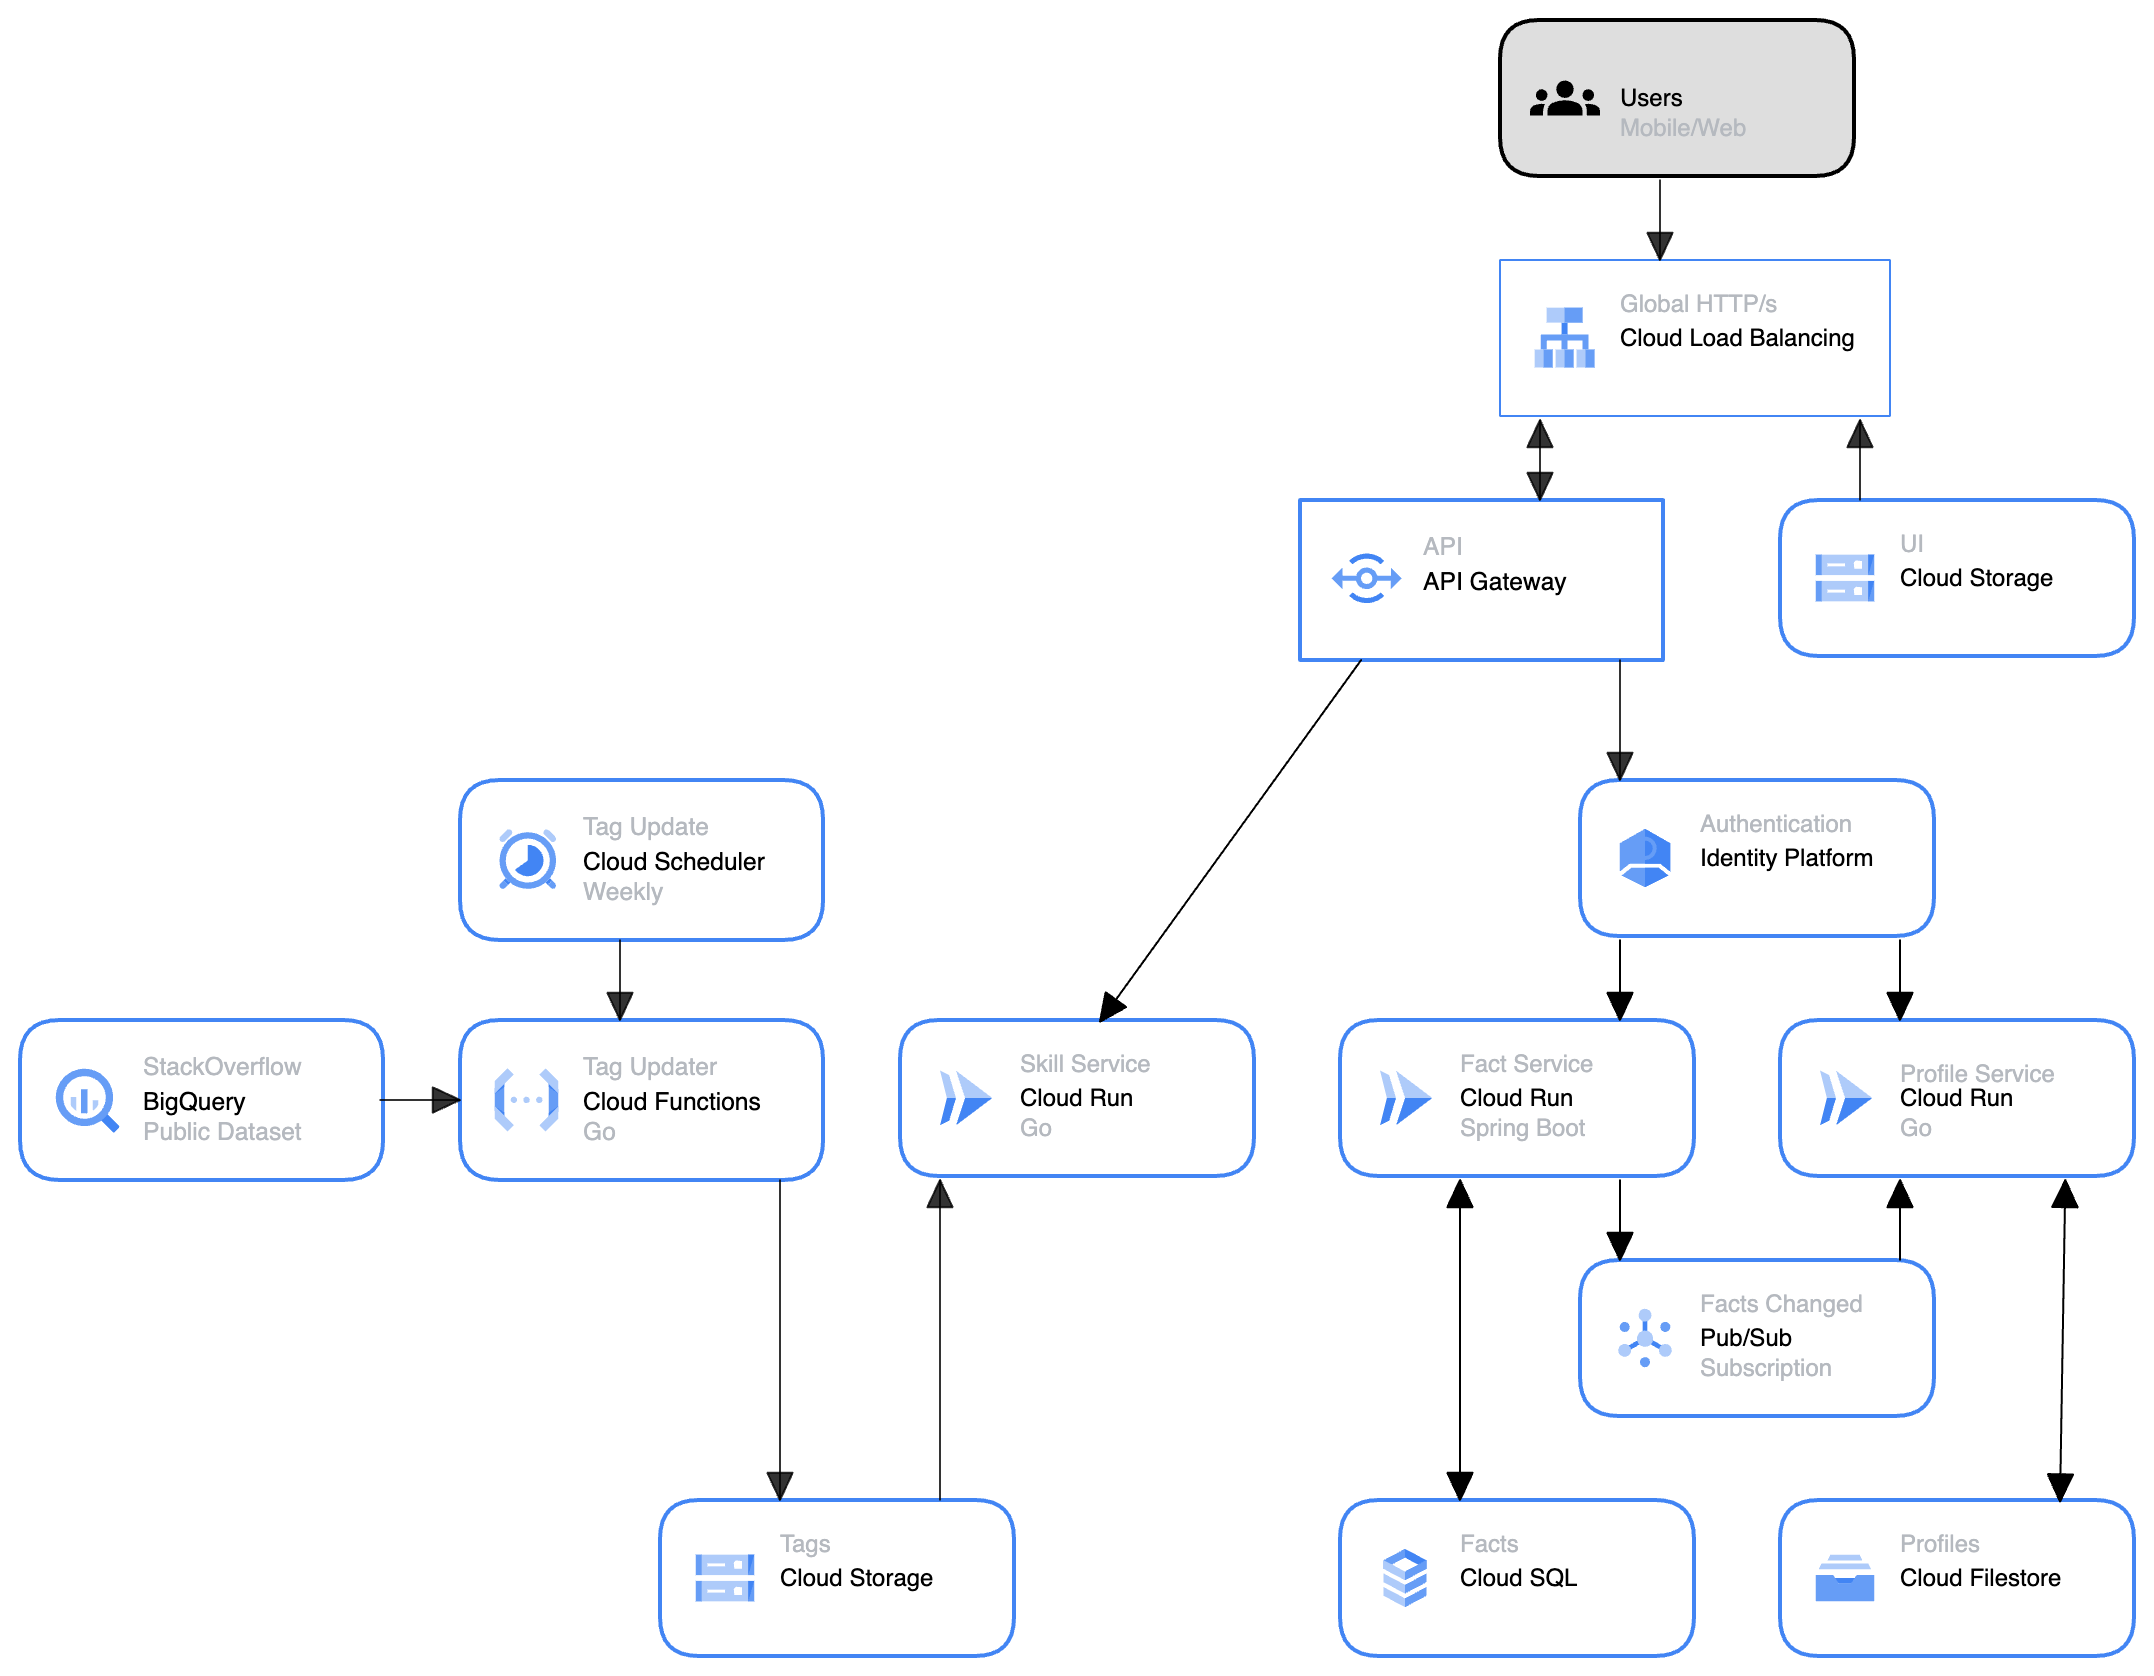 Users
Mobile/Web
Global HTTP/s
Cloud Load Balancing
API
API Gateway
UI
Cloud Storage
Tag Update
Cloud Scheduler
Weekly
Authentication
Identity Platform
StackOverflow
BigQuery
Public Dataset
Tag Updater
Cloud Functions
Go
Skill Service
Cloud Run
Go
Fact Service
Cloud Run
Spring Boot
Profile Service
Cloud Run
Go
Facts Changed
Pub/Sub
Subscription
Tags
Cloud Storage
Facts
Cloud SQL
Profiles
Cloud Filestore